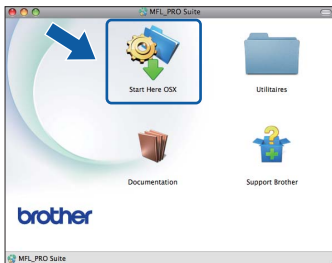 MFL_PRO Suite
Start Here OSX
Utilitaires
Documentation
Support Brother
brother
MFL_PRO Suite